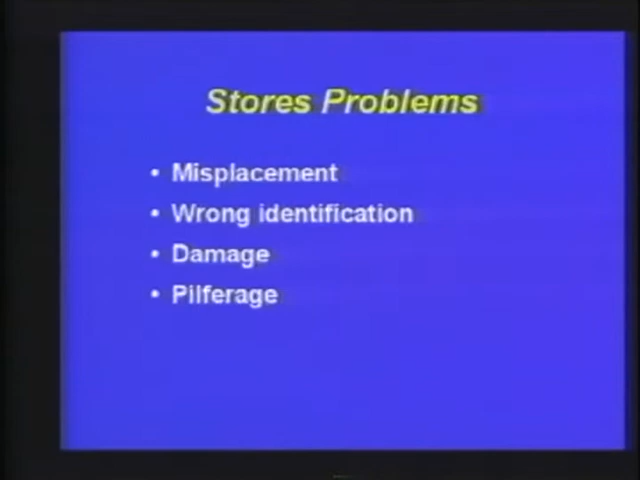 Stores Problems
• Misplacement
• Wrong identification
• Damage
• Pilferage